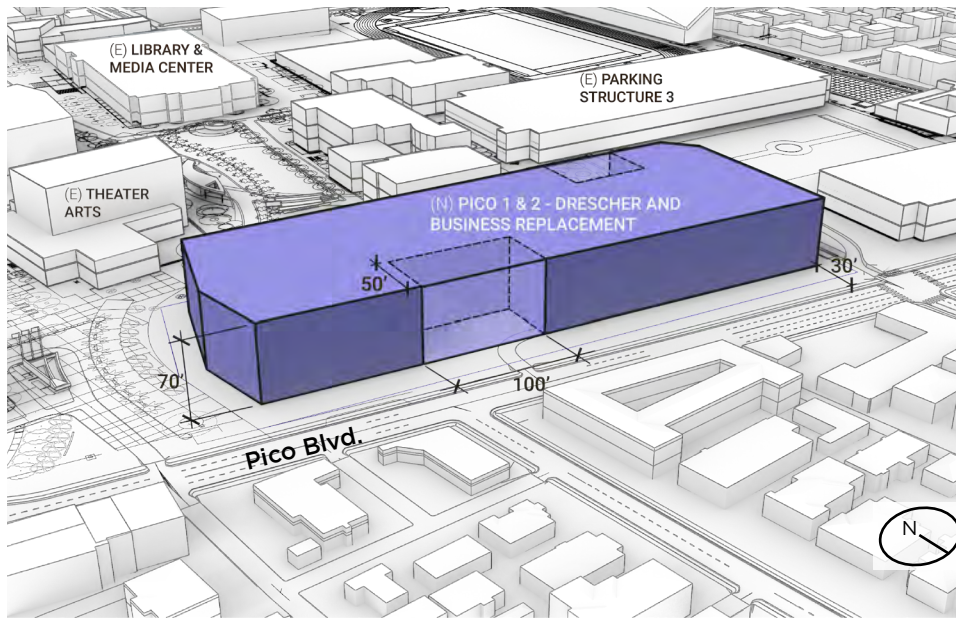 (E) LIBRARY &
MEDIA CENTER
(E) PARKING
STRUCTURE 3
(E) THEATER
ARTS
(N) PICO 1 & 2 - DRESCHER AND
BUSINESS REPLACEMENT
50'
30'
70'
100'
Pico Blvd.
N